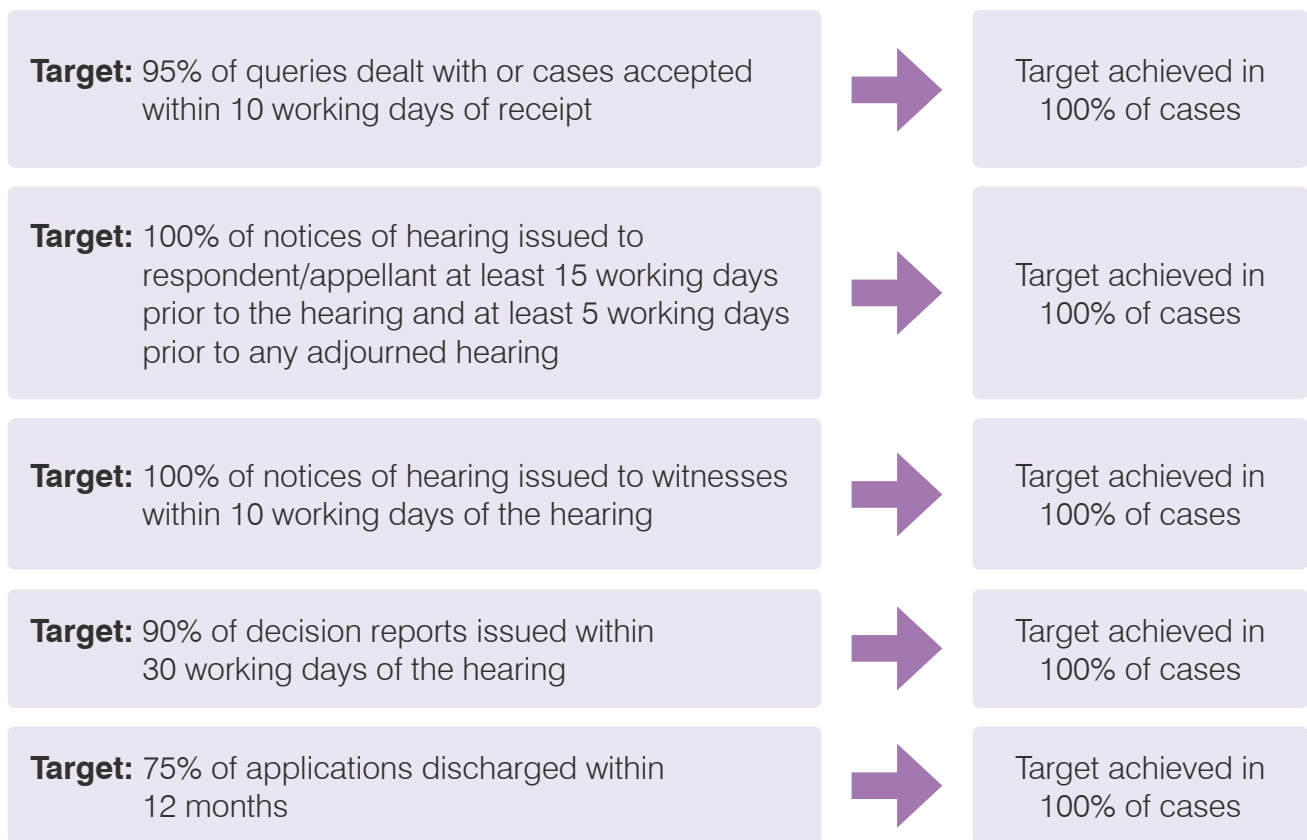 Target: 95% of queries dealt with or cases accepted
within 10 working days of receipt
Target achieved in
100% of cases
Target: 100% of notices of hearing issued to
respondent/appellant at least 15 working days
prior to the hearing and at least 5 working days
prior to any adjourned hearing
Target achieved in
100% of cases
Target: 100% of notices of hearing issued to witnesses
within 10 working days of the hearing
Target achieved in
100% of cases
Target: 90% of decision reports issued within
30 working days of the hearing
Target achieved in
100% of cases
Target: 75% of applications discharged within
12 months
Target achieved in
100% of cases